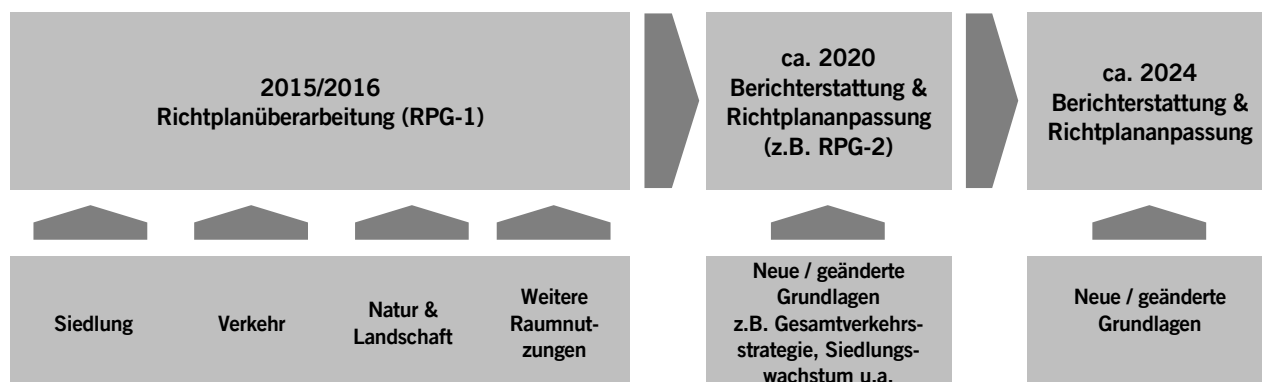 2015/2016
Richtplanüberarbeitung (RPG-1)
ca. 2020
Berichterstattung &
Richtplananpassung
(z.B. RPG-2)
ca. 2024
Berichterstattung &
Richtplananpassung
Siedlung
Verkehr
Natur &
Landschaft
Weitere
Raumnut-
zungen
Neue / geänderte
Grundlagen
z.B. Gesamtverkehrs-
strategie, Siedlungs-
wachstum u.a.
Neue / geänderte
Grundlagen